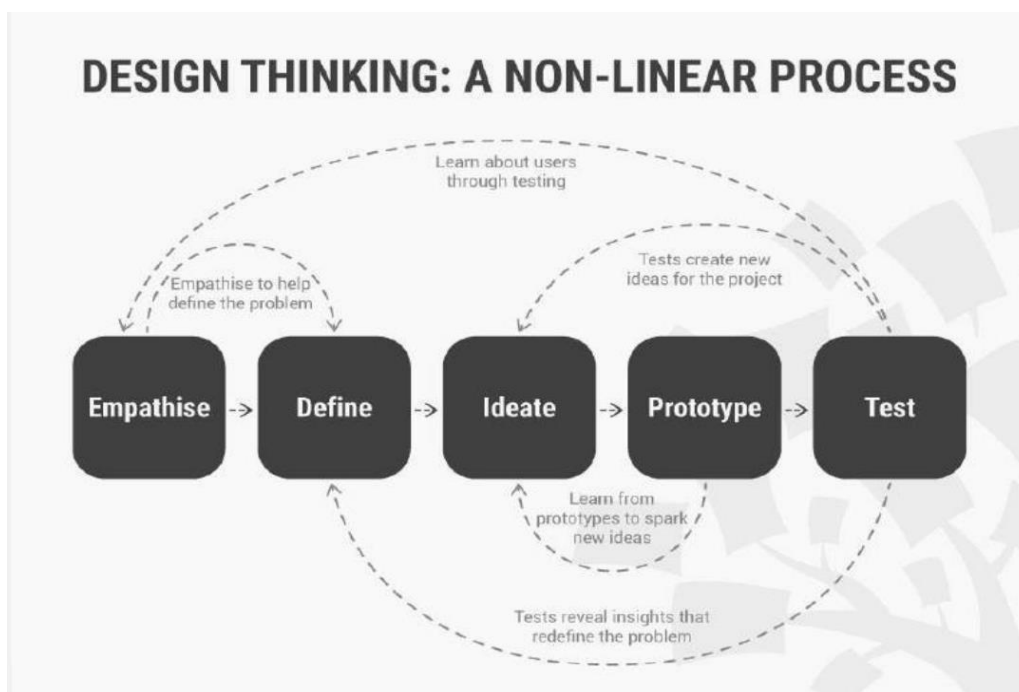 DESIGN THINKING: A NON-LINEAR PROCESS
Learn about users
through testing
Tests create new
ideas for the project
Empathise to help
define the problem
Empathise
Define
Ideate
Prototype
Test
Learn from
prototypes to spark
new ideas
Tests reveal insights that
redefine the problem